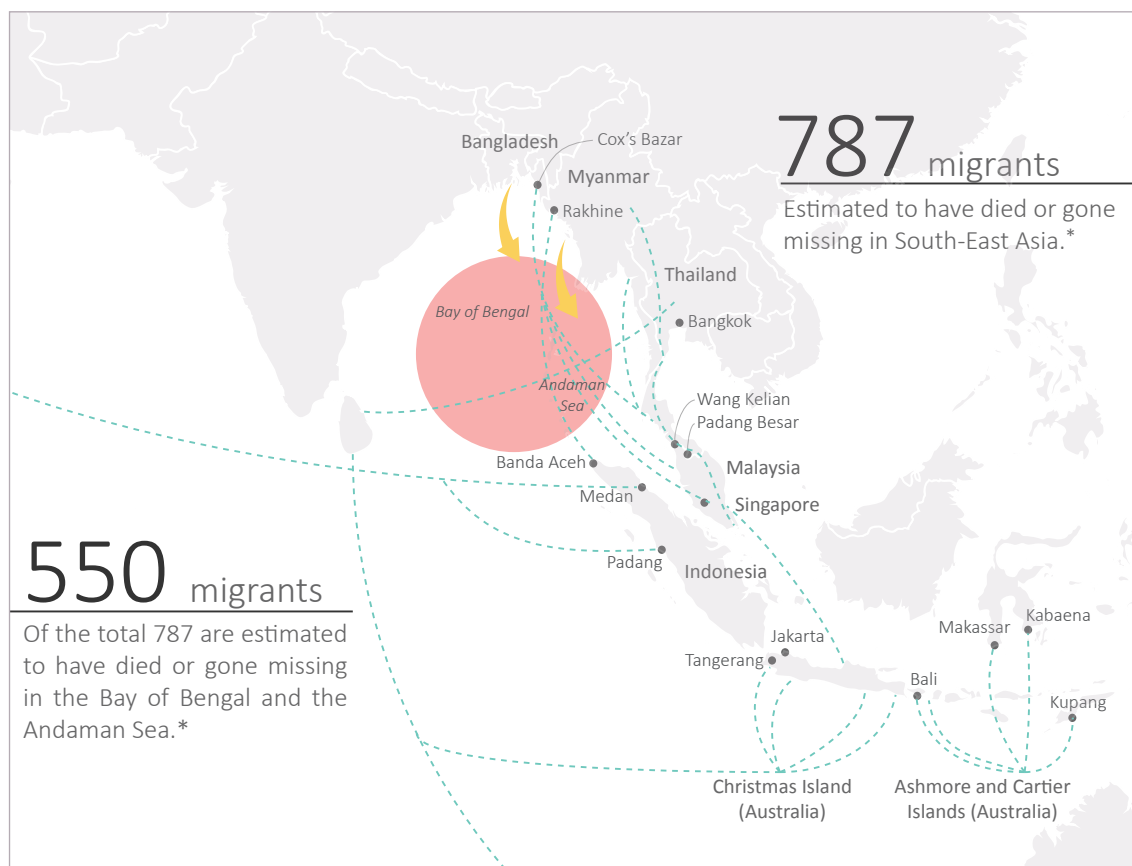 787 migrants
Estimated to have died or gone
missing in South-East Asia.*
Bangladesh
Cox's Bazar
Myanmar
Rakhine
Thailand
Bay of Bengal
Bangkok
Andaman
Sea
Wang Kelian
Padang Besar
Banda Aceh
Malaysia
Medan
Singapore
Padang
Indonesia
550 migrants
Of the total 787 are estimated
to have died or gone missing
in the Bay of Bengal and the
Andaman Sea.*
Kabaena
Makassar
Jakarta
Tangerang
Bali
Kupang
Christmas Island
(Australia)
Ashmore and Cartier
Islands (Australia)